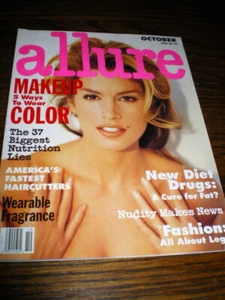 OCTOBER
allure
MAKEUP
5 Ways
To Wear
COLOR
The 37
Biggest
Nutrition
Lies
AMERICA'S
FASTEST
HAIRCUTTERS
Wearable
Fragrance
New Diet
Drugs:
A Cure for Fat?
Nudity Makes News
Fashion:
All About Leg